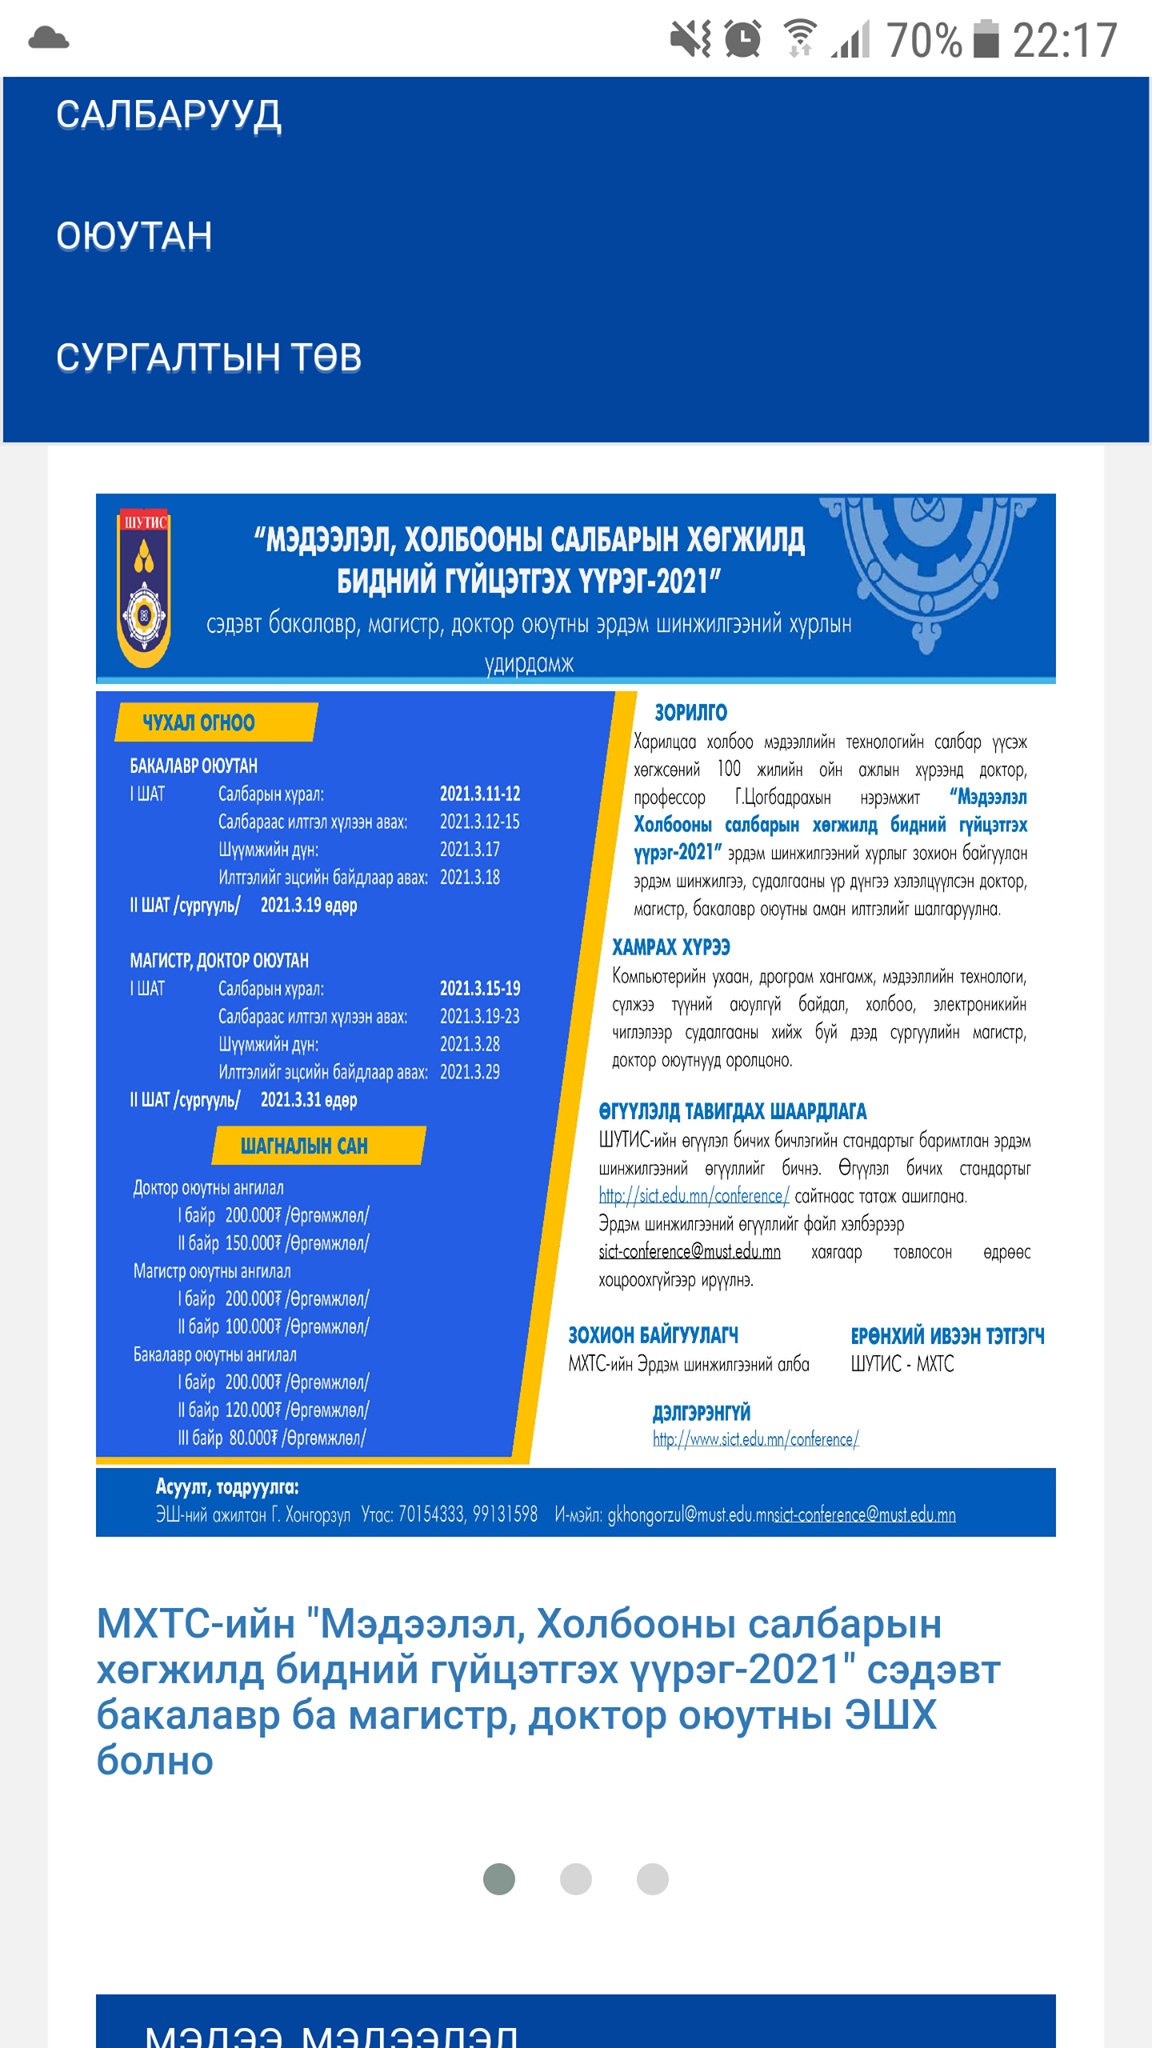 70% 22:17
САЛБАРУУД
ОЮУТАН
СУРГАЛТЫН ТӨВ
ШУТИС
“МЭДЭЭЛЭЛ, ХОЛБООНЫ САЛБАРЫН ХӨГЖИЛД
БИДНИЙ ГҮЙЦЭТГЭХ ҮҮРЭГ-2021”
сэдэвт бакалавр, магистр, доктор оюутны эрдэм шинжилгээний хурлын
удирдамж
ЧУХАЛ ОГНОО
БАКАЛАВР ОЮУТАН
I ШАТ Салбарын хурал: 2021.3.11-12
Салбараас илтгэл хүлээн авах: 2021.3.12-15
Шүүмжийн дүн: 2021.3.17
Илтгэлийг эцсийн байдлаар авах: 2021.3.18
II ШАТ /сургууль/ 2021.3.19 өдөр
МАГИСТР, ДОКТОР ОЮУТАН
I ШАТ Салбарын хурал: 2021.3.15-19
Салбараас илтгэл хүлээн авах: 2021.3.19-23
Шүүмжийн дүн: 2021.3.28
Илтгэлийг эцсийн байдлаар авах: 2021.3.29
II ШАТ /сургууль/ 2021.3.31 өдөр
ШАГНАЛЫН САН
Доктор оюутны ангилал
I байр 200.000₮ /Өргөмжлөл/
II байр 150.000₮ /Өргөмжлөл/
Магистр оюутны ангилал
I байр 200.000₮ /Өргөмжлөл/
II байр 100.000₮ /Өргөмжлөл/
Бакалавр оюутны ангилал
I байр 200.000₮ /Өргөмжлөл/
II байр 120.000₮ /Өргөмжлөл/
III байр 80.000₮ /Өргөмжлөл/
ЗОРИЛГО
Харилцаа холбоо мэдээллийн технологийн салбар үүсэж
хөгжсөний 100 жилийн ойн ажлын хүрээнд доктор,
профессор Г.Цогбадрахын нэрэмжит “Мэдээлэл
Холбооны салбарын хөгжилд бидний гүйцэтгэх
үүрэг-2021” эрдэм шинжилгээний хурлыг зохион байгуулан
эрдэм шинжилгээ, судалгааны үр дүнгээ хэлэлцүүлсэн доктор,
магистр, бакалавр оюутны аман илтгэлийг шалгаруулна.
ХАМРАХ ХҮРЭЭ
Компьютерийн ухаан, дрограм хангамж, мэдээллийн технологи,
сүлжээ түүний аюулгүй байдал, холбоо, электроникийн
чиглэлээр судалгааны хийж буй дээд сургуулийн магистр,
доктор оюутнууд оролцоно.
ӨГҮҮЛЭЛД ТАВИГДАХ ШААРДЛАГА
ШУТИС-ийн өгүүлэл бичих бичлэгийн стандартыг баримтлан эрдэм
шинжилгээний өгүүллийг бичнэ. Өгүүлэл бичих стандартыг
http://sict.edu.mn/conference/ сайтнаас татаж ашиглана.
Эрдэм шинжилгээний өгүүллийг файл хэлбэрээр
sict-conference@must.edu.mn хаягаар товлосон өдрөөс
хоцроохгүйгээр ирүүлнэ.
ЗОХИОН БАЙГУУЛАГЧ
МХТС-ийн Эрдэм шинжилгээний алба
ЕРӨНХИЙ ИВЭЭН ТЭТГЭГЧ
ШУТИС - МХТС
ДЭЛГЭРЭНГҮЙ
http://www.sict.edu.mn/conference/
Асуулт, тодруулга:
ЭШ-ний ажилтан Г. Хонгорзул Утас: 70154333, 99131598 И-мэйл: gkhongorzul@must.edu.mnsict-conference@must.edu.mn
МХТС-ийн "Мэдээлэл, Холбооны салбарын
хөгжилд бидний гүйцэтгэх үүрэг-2021" сэдэвт
бакалавр ба магистр, доктор оюутны ЭШХ
болно
МЭДЭЭ, МЭДЭЭЛЭЛ